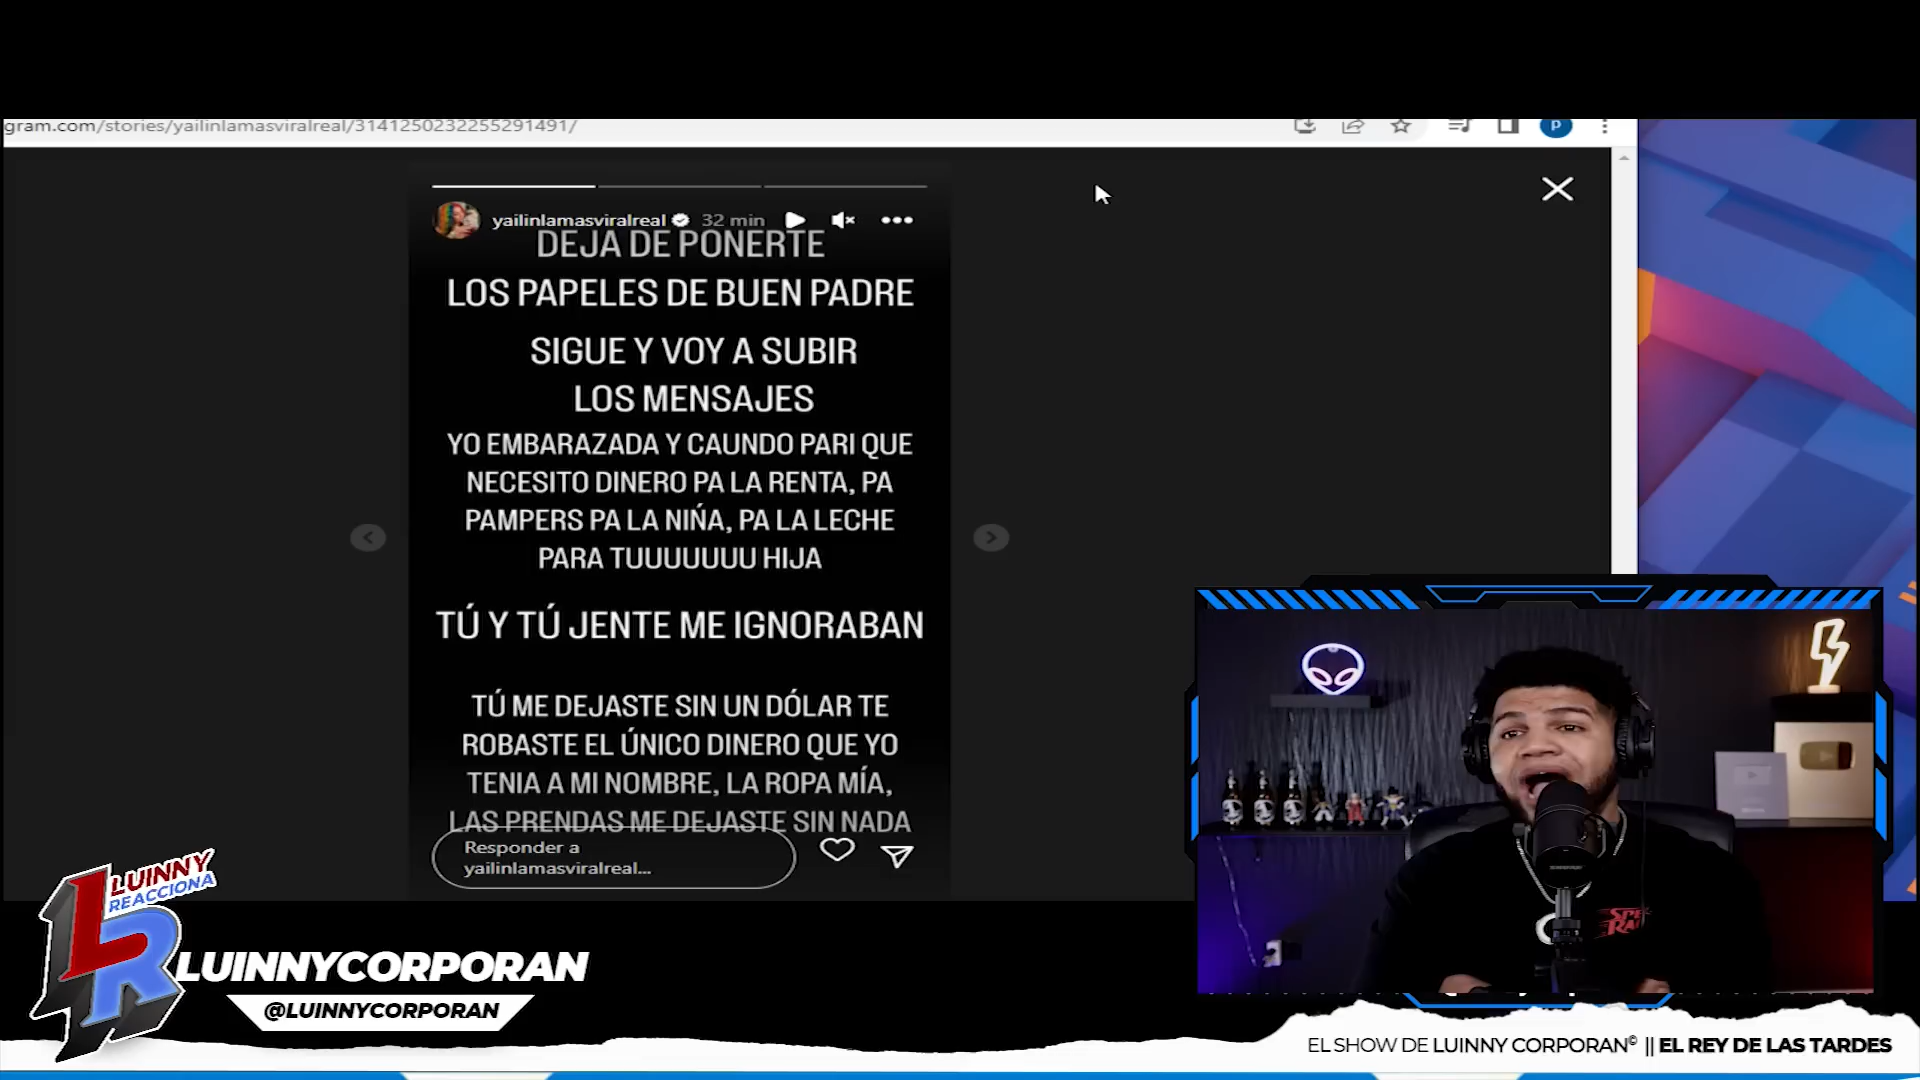 gram.com/stories/yailinlamasviralreal/3141250232255291491/
P
yailinlamasviralreal 32 min
DEJA DE PONERTE
LOS PAPELES DE BUEN PADRE
SIGUE Y VOY A SUBIR
LOS MENSAJES
YO EMBARAZADA Y CAUNDO PARI QUE
NECESITO DINERO PA LA RENTA, PA
PAMPERS PA LA NIŃA, PA LA LECHE
PARA TUUUUUUU HIJA
TÚ Y TÚ JENTE ME IGNORABAN
TÚ ME DEJASTE SIN UN DÓLAR TE
ROBASTE EL ÚNICO DINERO QUE YO
TENIA A MI NOMBRE, LA ROPA MÍA,
LAS PRENDAS ME DEJASTE SIN NADA
Responder a
yailinlamasviralreal...
LUINNY
REACCIONA
LR
LUINNYCORPORAN
@LUINNYCORPORAN
EL SHOW DE LUINNY CORPORAN© || EL REY DE LAS TARDES